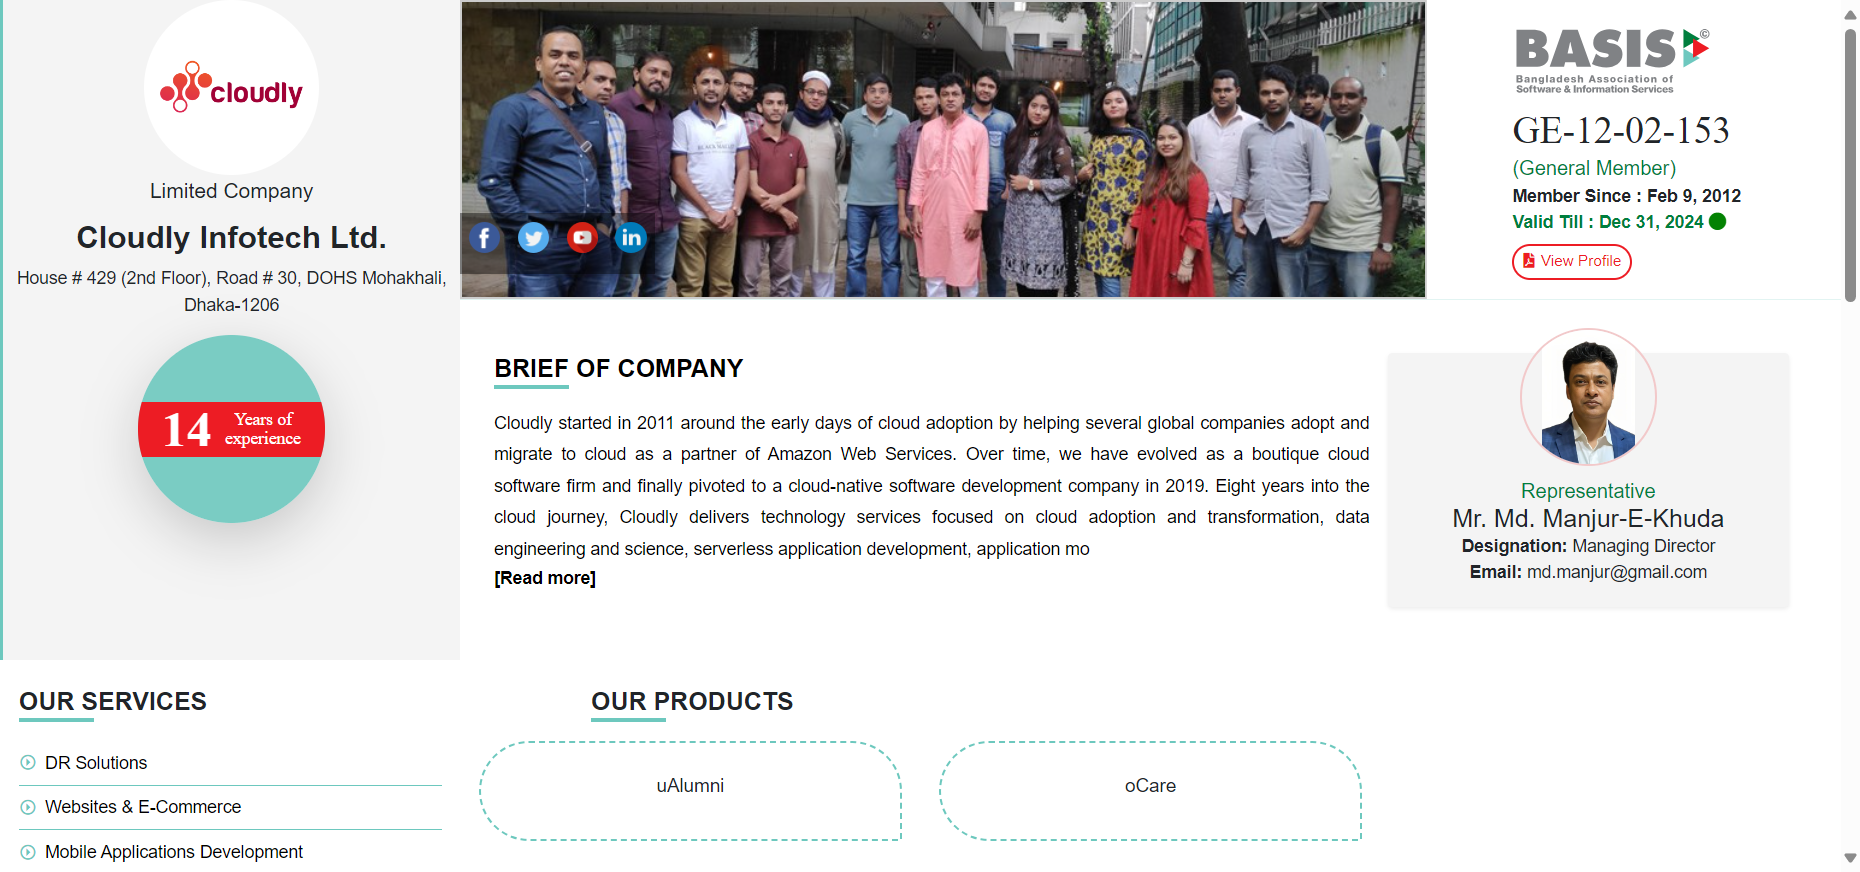 cloudly
Limited Company
Cloudly Infotech Ltd.
House # 429 (2nd Floor), Road # 30, DOHS Mohakhali,
Dhaka-1206
14 Years of
experience
BASIS©
Bangladesh Association of
Software & Information Services
GE-12-02-153
(General Member)
Member Since : Feb 9, 2012
Valid Till : Dec 31, 2024
View Profile
BRIEF OF COMPANY
Cloudly started in 2011 around the early days of cloud adoption by helping several global companies adopt and
migrate to cloud as a partner of Amazon Web Services. Over time, we have evolved as a boutique cloud
software firm and finally pivoted to a cloud-native software development company in 2019. Eight years into the
cloud journey, Cloudly delivers technology services focused on cloud adoption and transformation, data
engineering and science, serverless application development, application mo
[Read more]
Representative
Mr. Md. Manjur-E-Khuda
Designation: Managing Director
Email: md.manjur@gmail.com
OUR SERVICES
DR Solutions
Websites & E-Commerce
Mobile Applications Development
OUR PRODUCTS
uAlumni
oCare